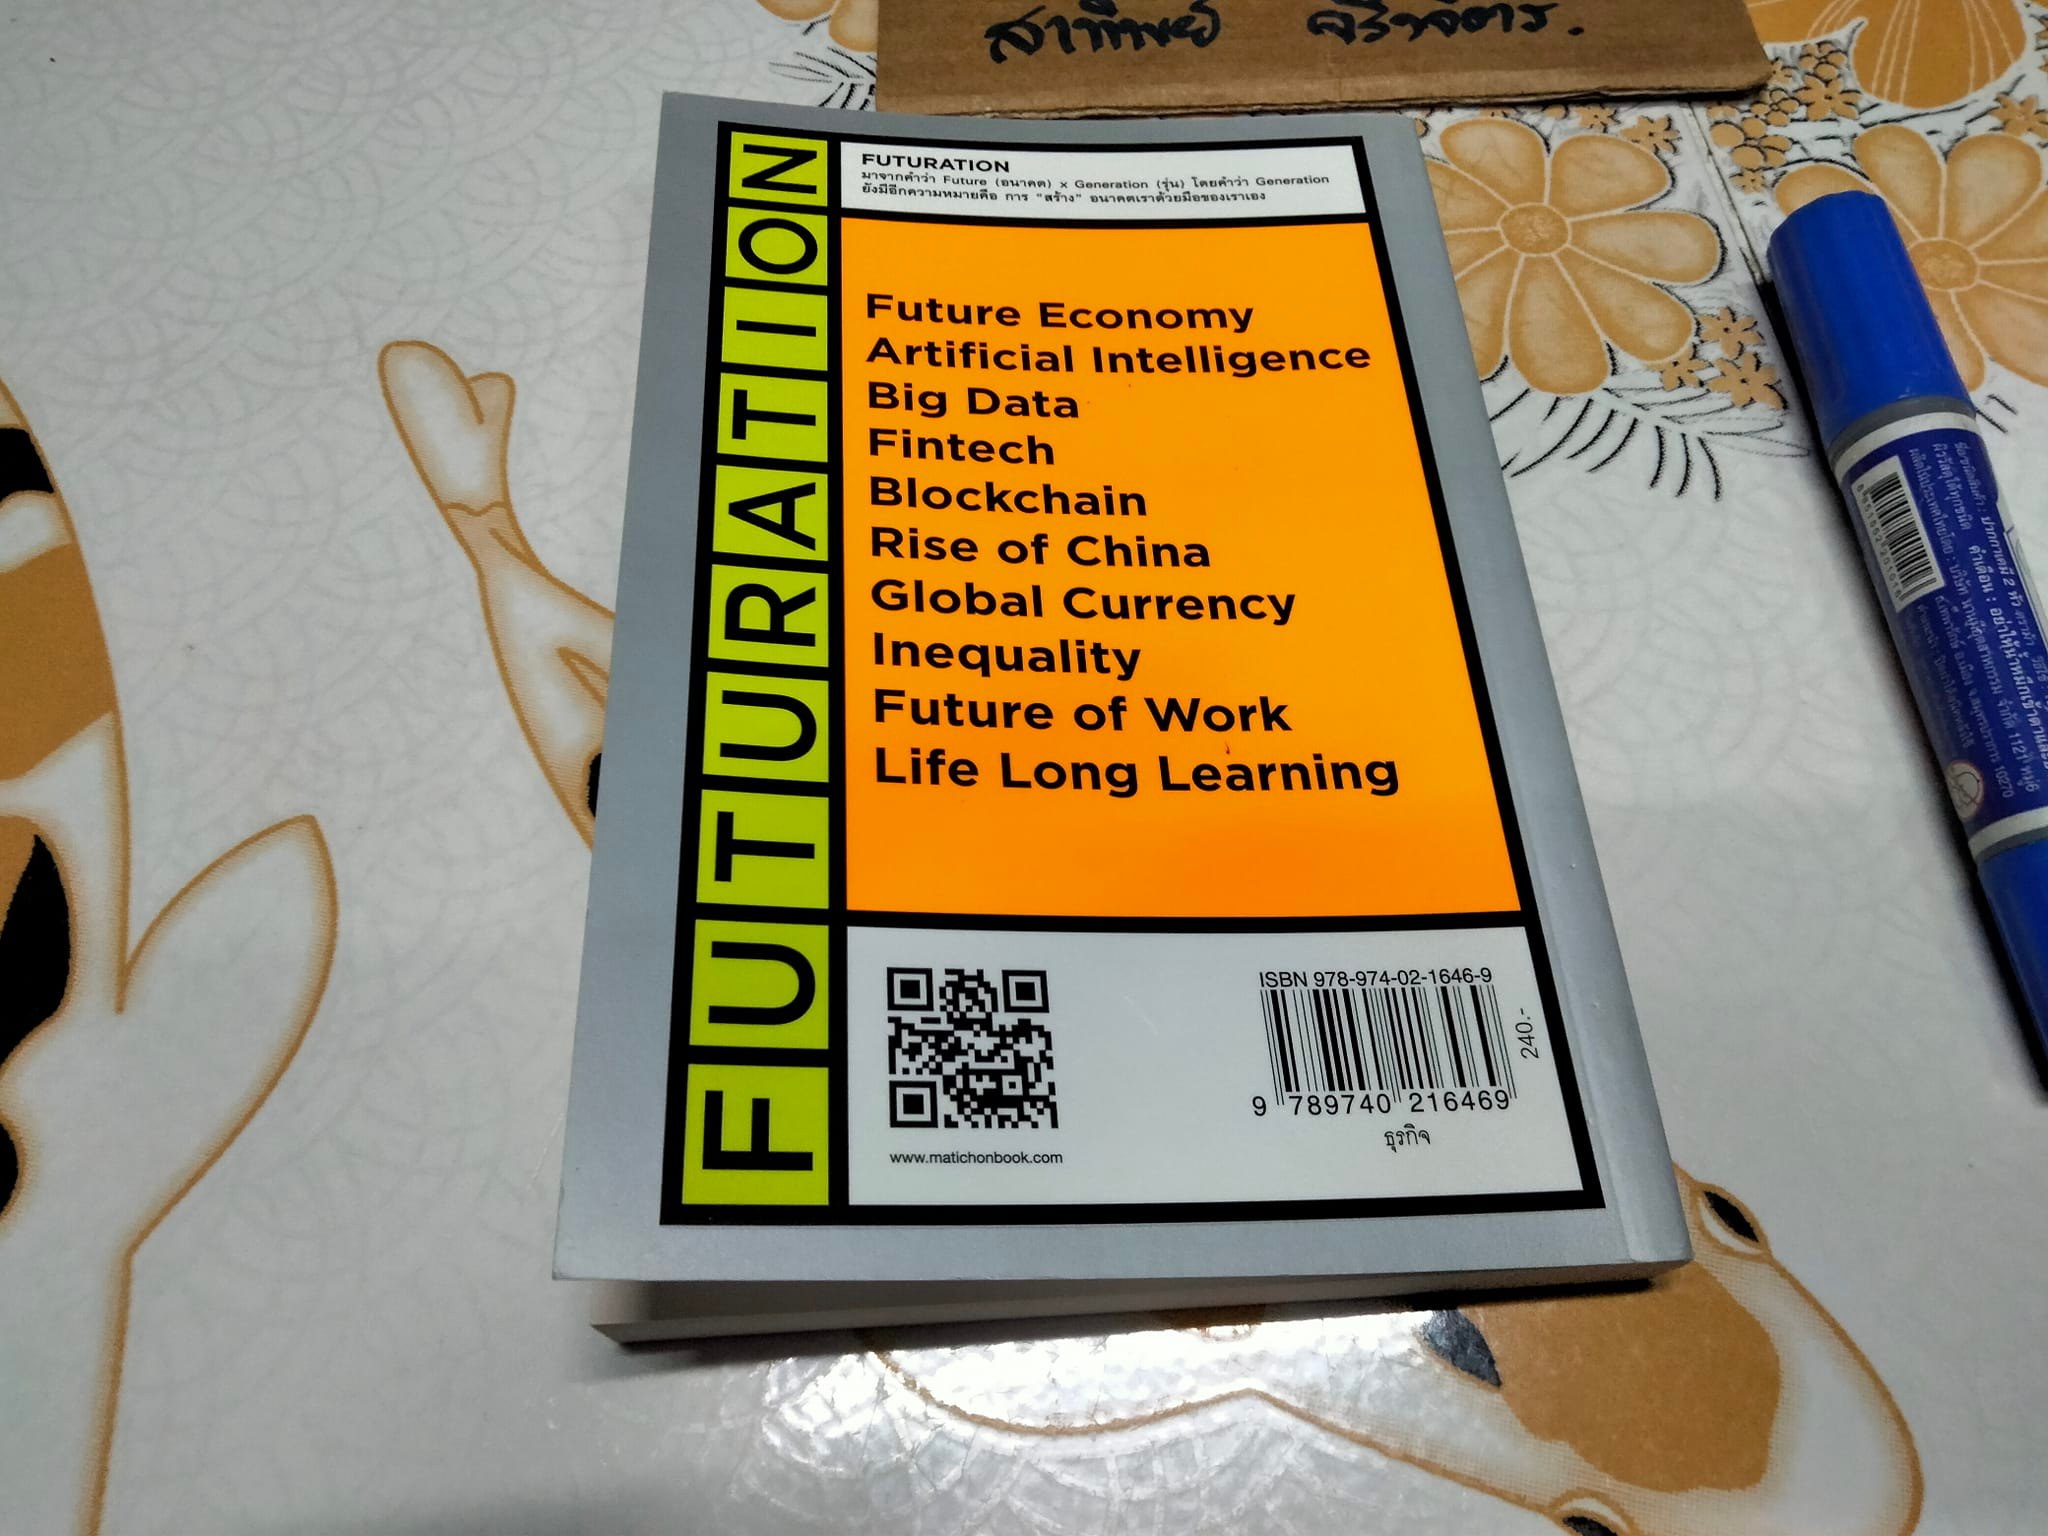 สาทิพย์
FUTURATION
FUTURATION
มาจากคำว่า Future (อนาคต) x Generation (รุ่น) โดยคำว่า Generation
ยังมีอีกความหมายคือ การ "สร้าง" อนาคตเราด้วยมือของเราเอง
Future Economy
Artificial Intelligence
Big Data
Fintech
Blockchain
Rise of China
Global Currency
Inequality
Future of Work
Life Long Learning
www.matichonbook.com
ISBN 978-974-02-1646-9
240.-
9 789740 216469
ธุรกิจ